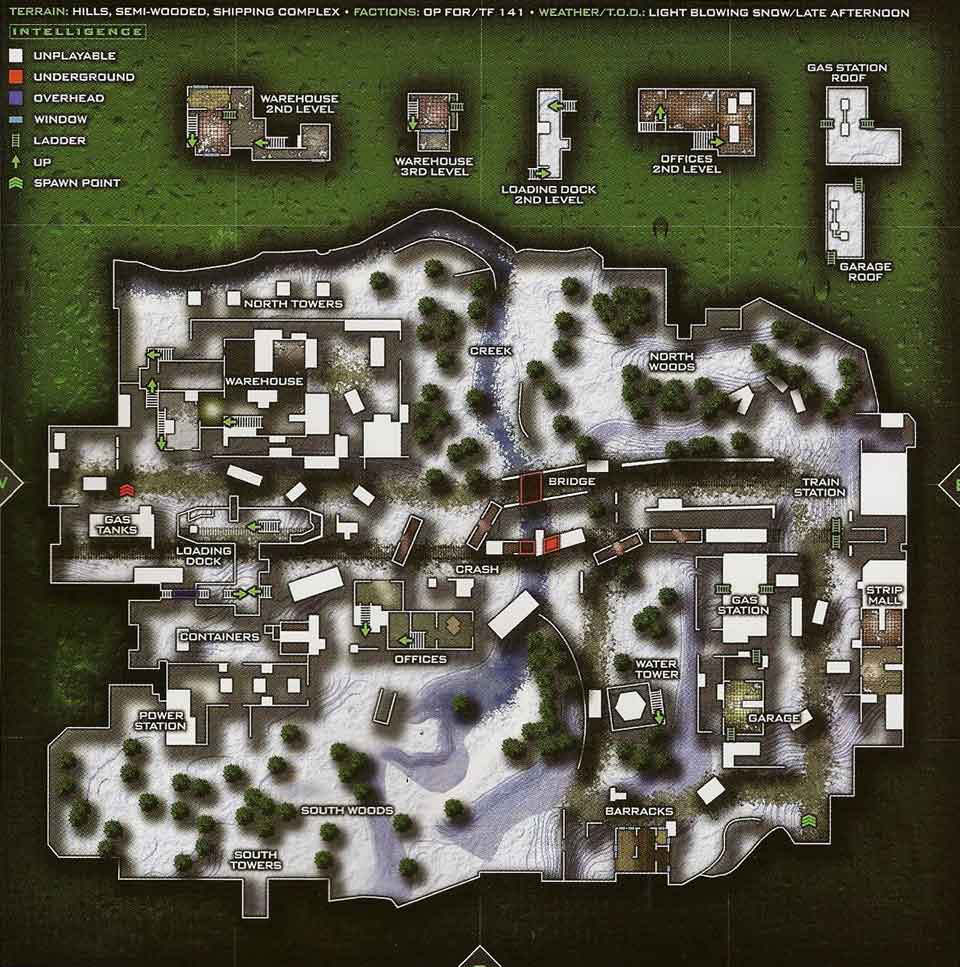 TERRAIN: HILLS, SEMI-WOODED, SHIPPING COMPLEX • FACTIONS: OP FOR/TF 141 • WEATHER/T.O.D.: LIGHT BLOWING SNOW/LATE AFTERNOON
INTELLIGENCE
UNPLAYABLE
UNDERGROUND
OVERHEAD
WINDOW
LADDER
UP
SPAWN POINT
WAREHOUSE
2ND LEVEL
WAREHOUSE
3RD LEVEL
LOADING DOCK
2ND LEVEL
OFFICES
2ND LEVEL
GAS STATION
ROOF
GARAGE
ROOF
NORTH TOWERS
CREEK
NORTH
WOODS
WAREHOUSE
BRIDGE
TRAIN
STATION
GAS
TANKS
LOADING
DOCK
CRASH
GAS
STATION
STRIP
MALL
CONTAINERS
OFFICES
WATER
TOWER
POWER
STATION
GARAGE
SOUTH WOODS
BARRACKS
SOUTH
TOWERS